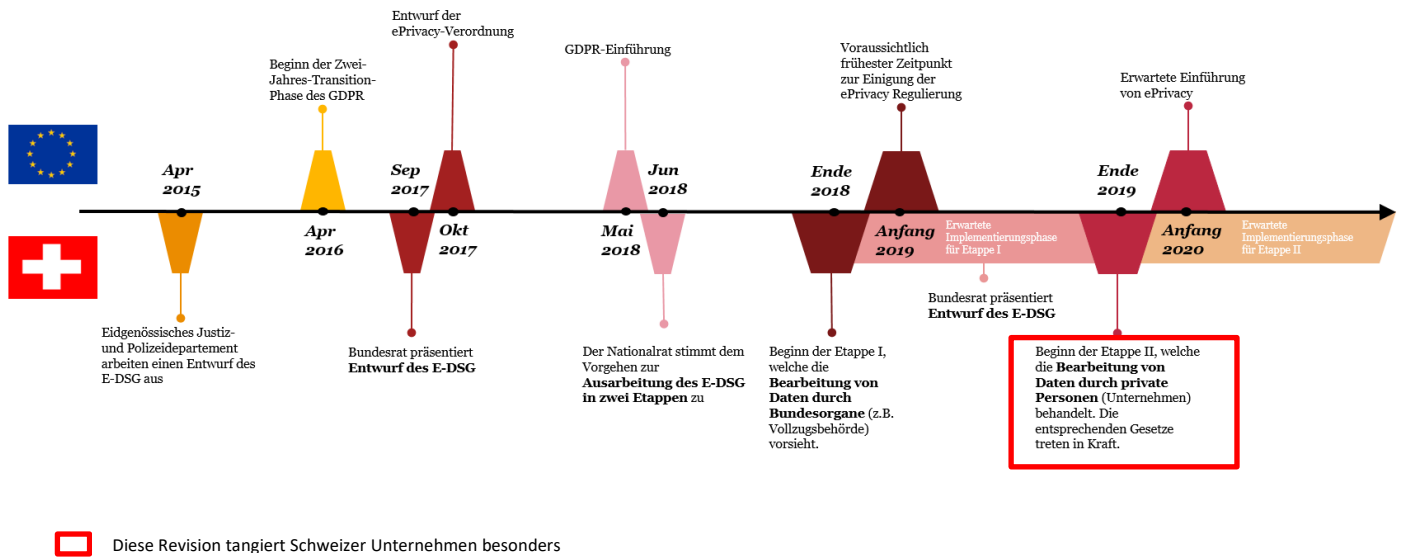 Entwurf der
ePrivacy-Verordnung
GDPR-Einführung
Voraussichtlich
frühester Zeitpunkt
zur Einigung der
ePrivacy Regulierung
Beginn der Zwei-
Jahres-Transition-
Phase des GDPR
Erwartete Einführung
von ePrivacy
Apr
2015
Sep
2017
Jun
2018
Ende
2018
Ende
2019
Apr
2016
Okt
2017
Mai
2018
Anfang
2019
Erwartete
Implementierungsphase
für Etappe I
Anfang
2020
Erwartete
Implementierungsphase
für Etappe II
Eidgenössisches Justiz-
und Polizeidepartement
arbeiten einen Entwurf des
E-DSG aus
Bundesrat präsentiert
Entwurf des E-DSG
Der Nationalrat stimmt dem
Vorgehen zur
Ausarbeitung des E-DSG
in zwei Etappen zu
Beginn der Etappe I,
welche die
Bearbeitung von
Daten durch
Bundesorgane (z.B.
Vollzugsbehörde)
vorsieht.
Bundesrat präsentiert
Entwurf des E-DSG
Beginn der Etappe II, welche
die Bearbeitung von
Daten durch private
Personen (Unternehmen)
behandelt. Die
entsprechenden Gesetze
treten in Kraft.
Diese Revision tangiert Schweizer Unternehmen besonders